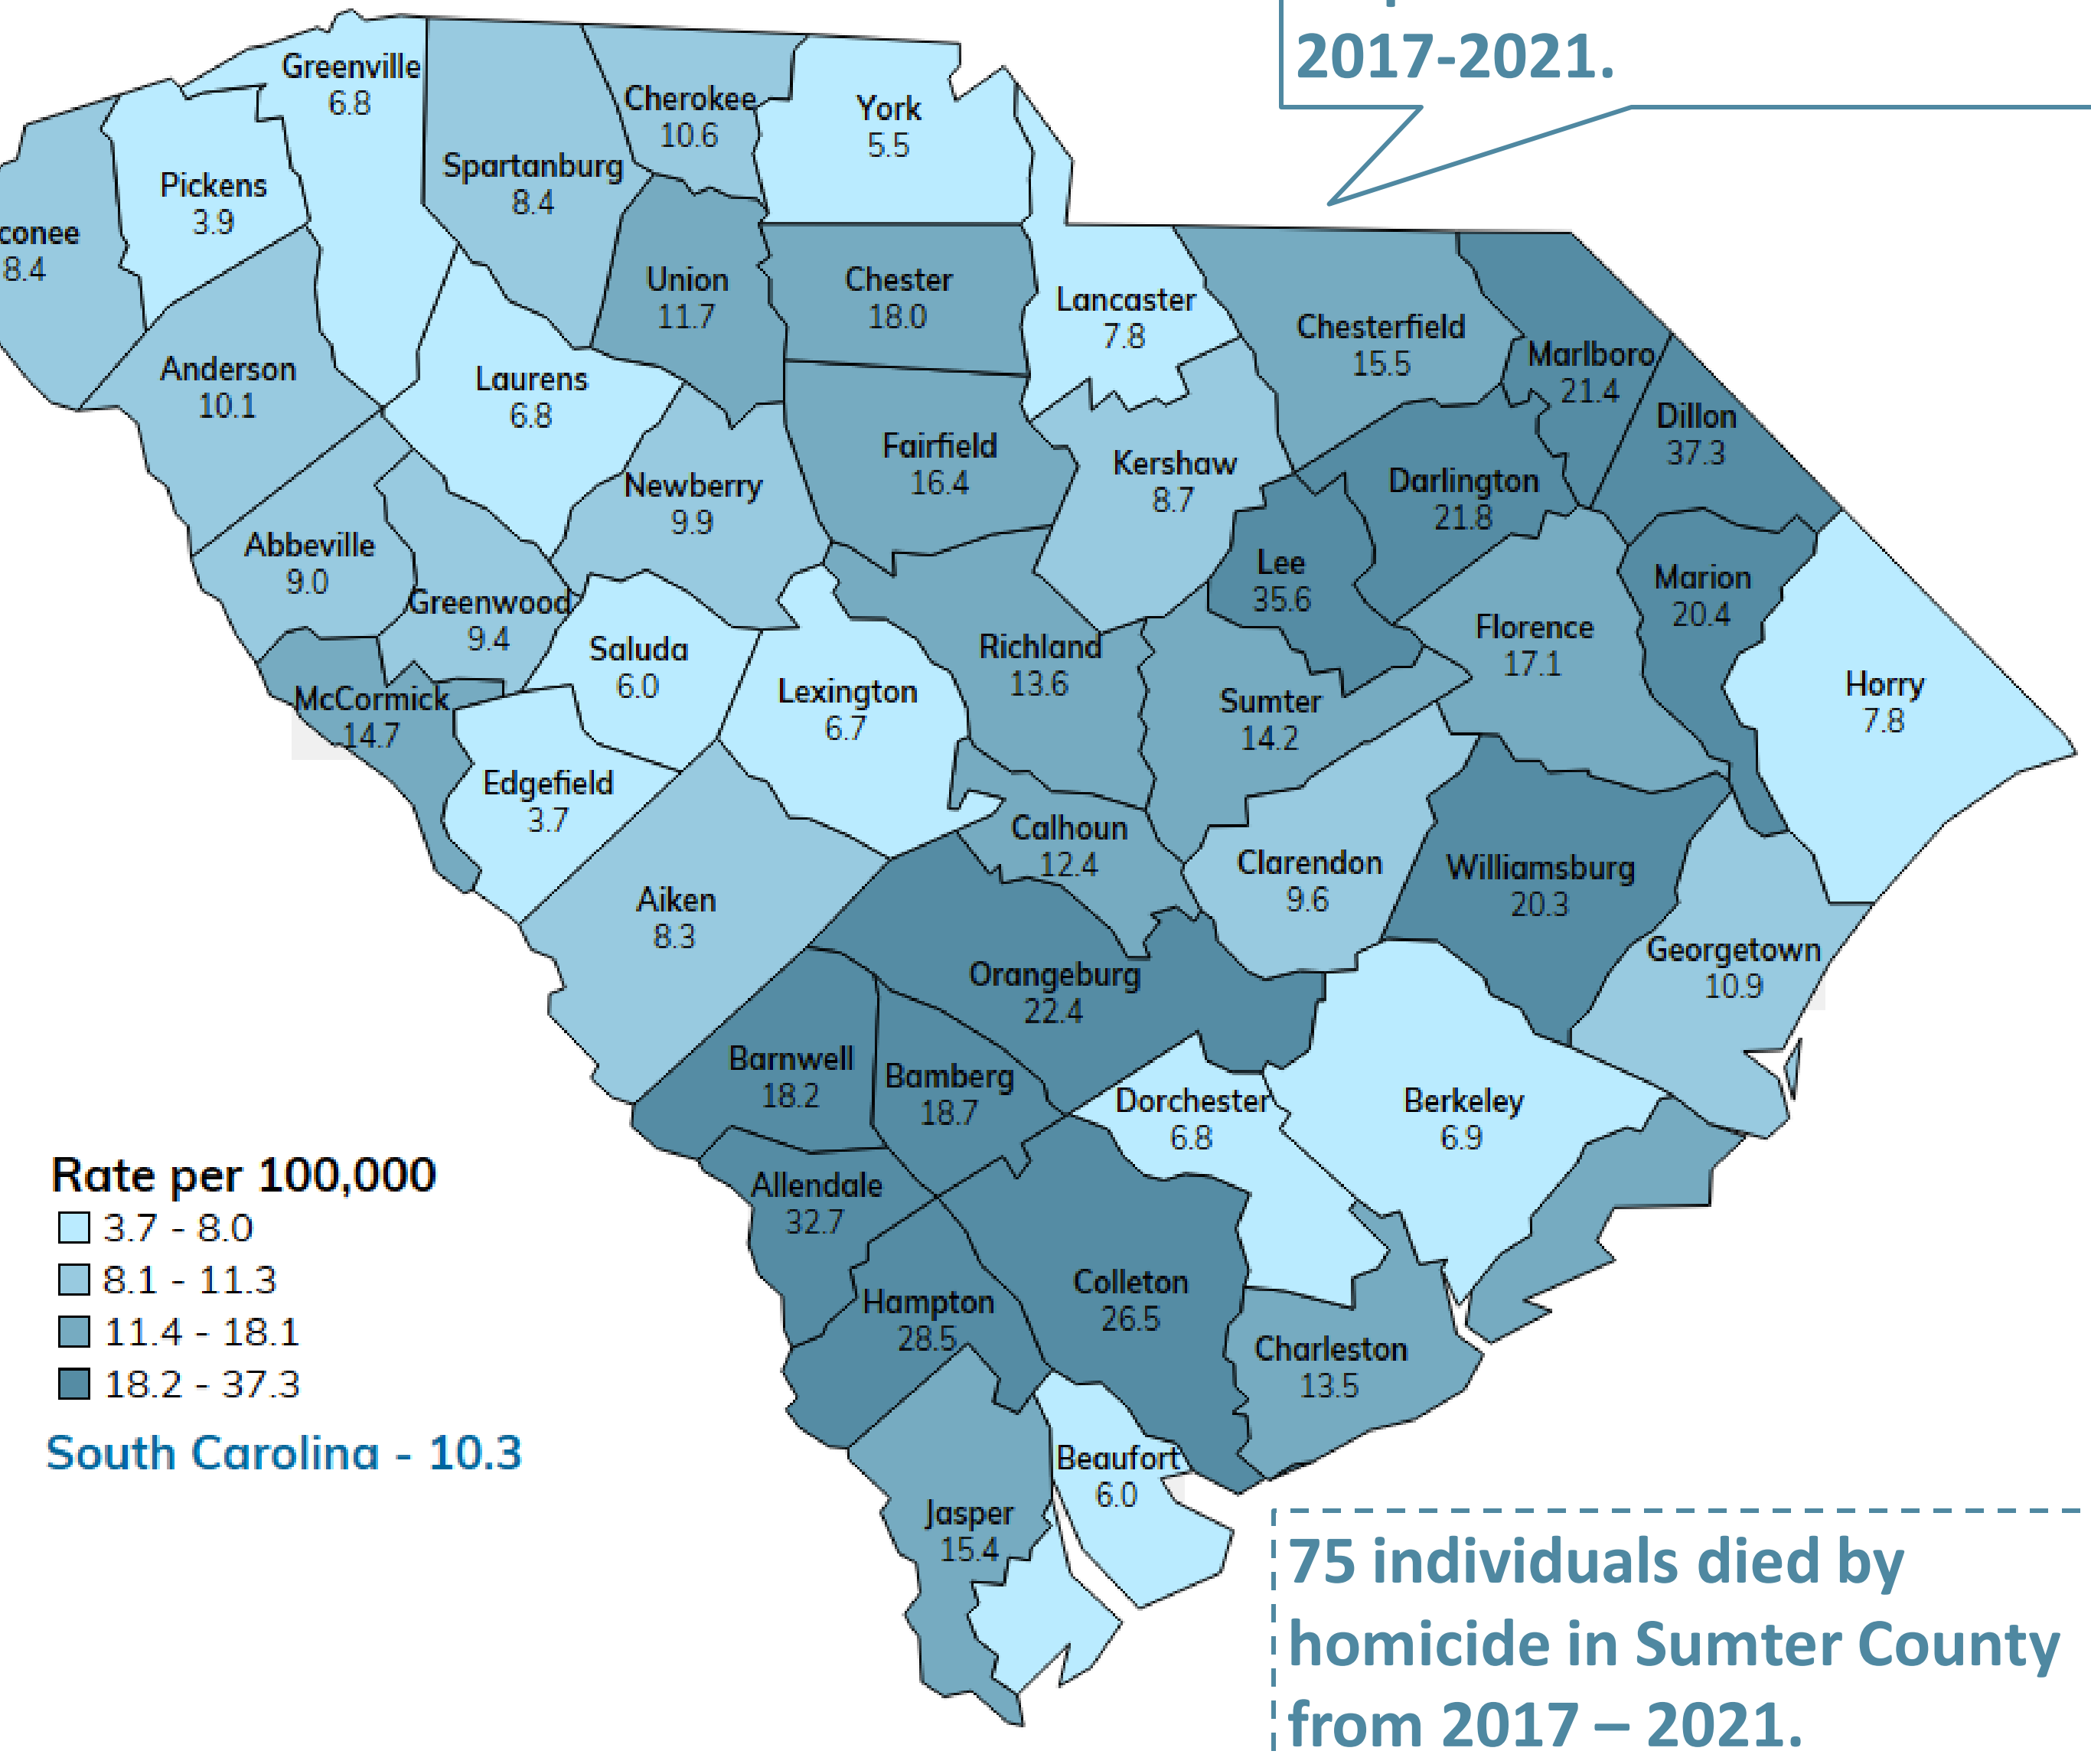 2017-2021.
Greenville
6.8
Cherokee
10.6
York
5.5
Spartanburg
8.4
Pickens
3.9
conee
8.4
Union
11.7
Chester
18.0
Lancaster
7.8
Chesterfield
15.5
Marlboro
21.4
Dillon
37.3
Anderson
10.1
Laurens
6.8
Fairfield
16.4
Kershaw
8.7
Darlington
21.8
Newberry
9.9
Abbeville
9.0
Greenwood
9.4
Lee
35.6
Marion
20.4
Saluda
6.0
Richland
13.6
Florence
17.1
McCormick
14.7
Lexington
6.7
Sumter
14.2
Horry
7.8
Edgefield
3.7
Calhoun
12.4
Clarendon
9.6
Williamsburg
20.3
Aiken
8.3
Orangeburg
22.4
Georgetown
10.9
Barnwell
18.2
Bamberg
18.7
Dorchester
6.8
Berkeley
6.9
Allendale
32.7
Hampton
28.5
Colleton
26.5
Charleston
13.5
Beaufort
6.0
Jasper
15.4
Rate per 100,000
3.7 - 8.0
8.1 - 11.3
11.4 - 18.1
18.2 - 37.3
South Carolina - 10.3
75 individuals died by
homicide in Sumter County
from 2017 – 2021.